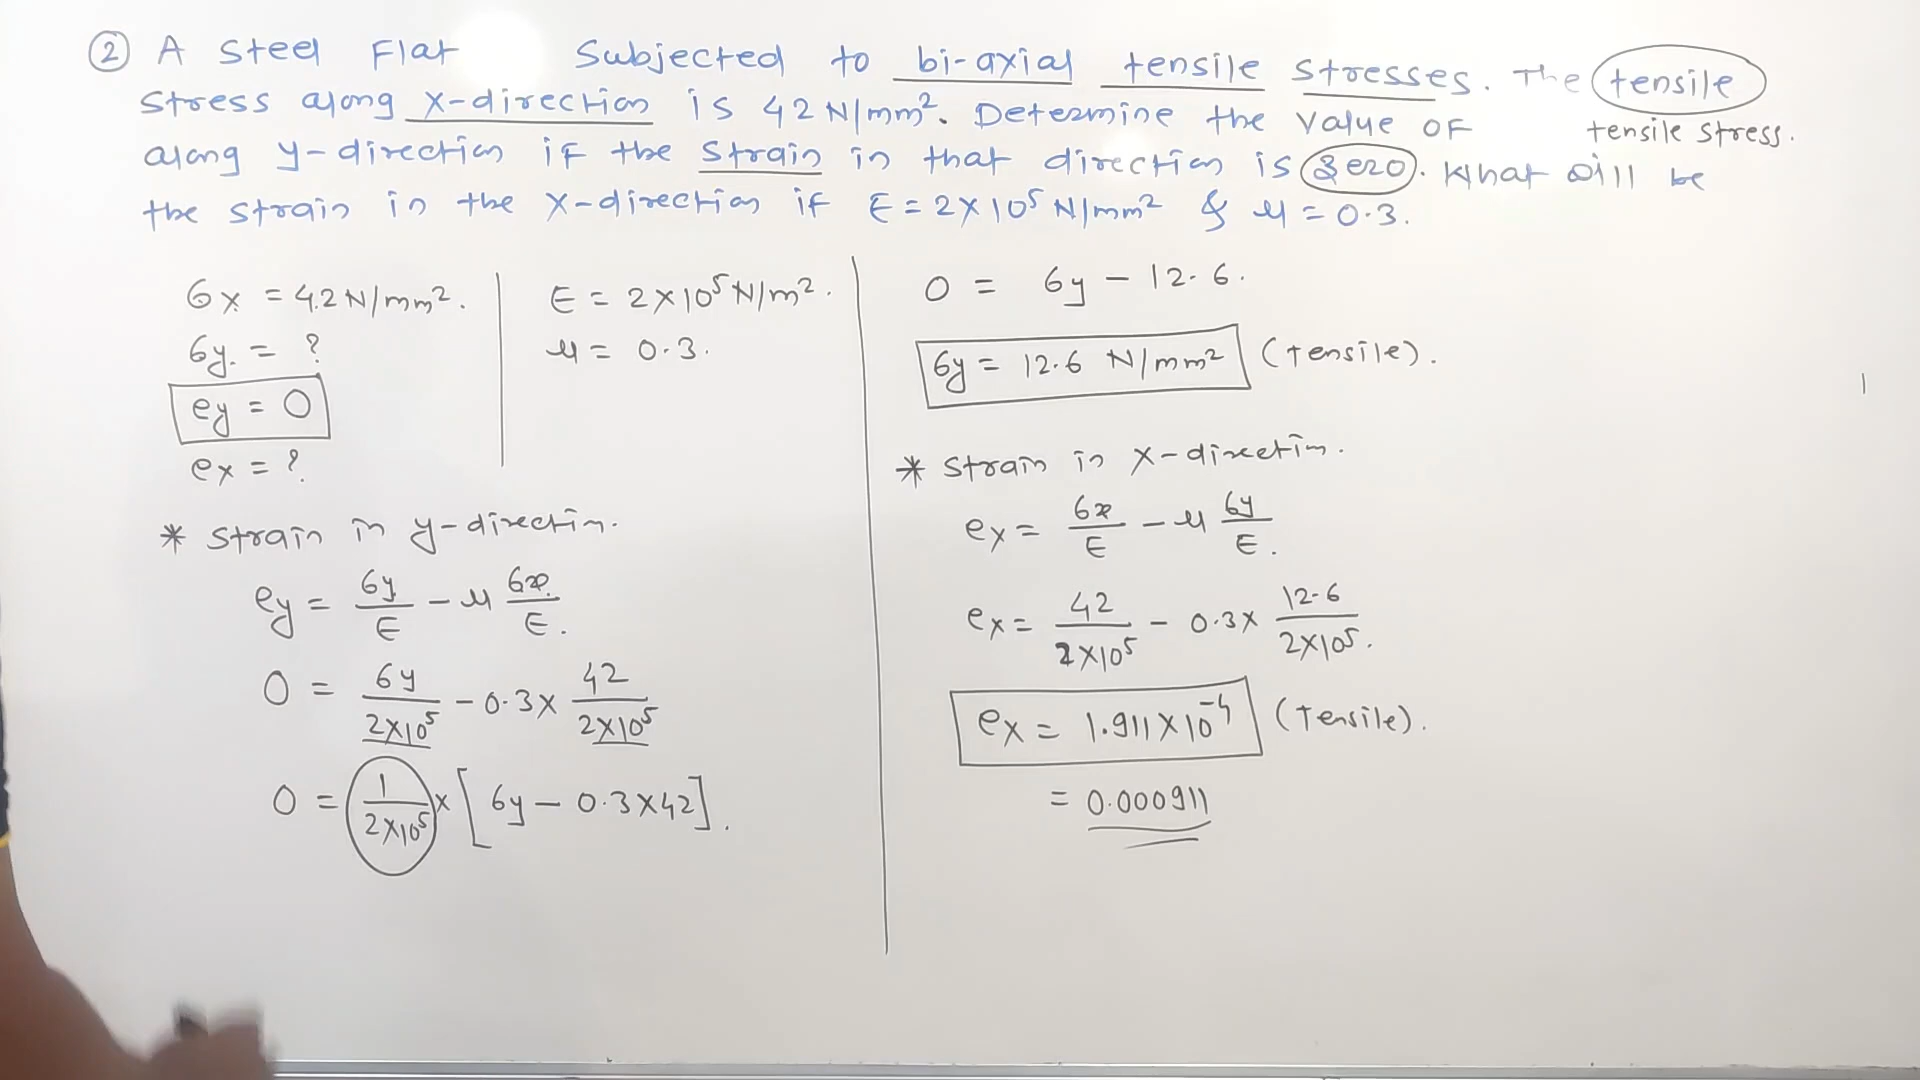 ② A Steel Flat Subjected to bi-axial tensile stresses. The tensile
Stress along X-direction is 42 N/mm². Determine the Value OF tensile stress.
along y-direction if the strain in that direction is zero. What will be
the strain in the X-direction if E = 2×10⁵ N/mm² & μ = 0.3.
σx = 42 N/mm².
σy. = ?
ey = 0
ex = ?
E = 2×10⁵ N/m².
μ = 0.3.
* Strain in y-direction.
ey = σy/E - μ σx/E.
0 = σy/2×10⁵ - 0.3× 42/2×10⁵
0 = 1/2×10⁵ × [σy - 0.3×42].
0 = σy - 12.6.
σy = 12.6 N/mm² (tensile).
* Strain in X-direction.
ex = σx/E - μ σy/E.
ex = 42/2×10⁵ - 0.3× 12.6/2×10⁵.
ex = 1.911×10⁻⁴ (Tensile).
= 0.000911